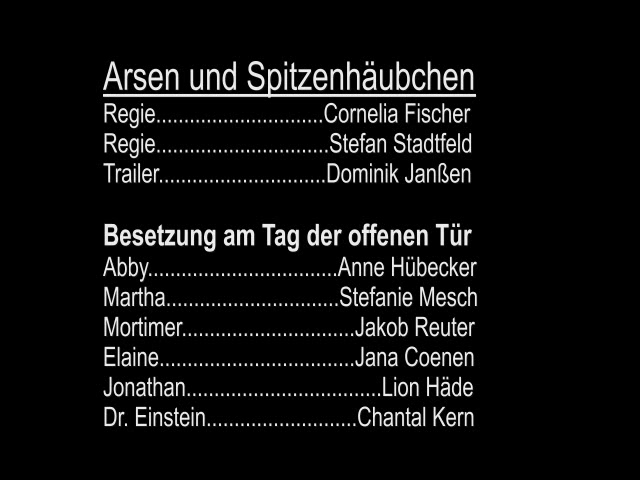 Arsen und Spitzenhäubchen
Regie..............................Cornelia Fischer
Regie...............................Stefan Stadtfeld
Trailer..............................Dominik Janßen
Besetzung am Tag der offenen Tür
Abby..................................Anne Hübecker
Martha...............................Stefanie Mesch
Mortimer...............................Jakob Reuter
Elaine...................................Jana Coenen
Jonathan...................................Lion Häde
Dr. Einstein...........................Chantal Kern